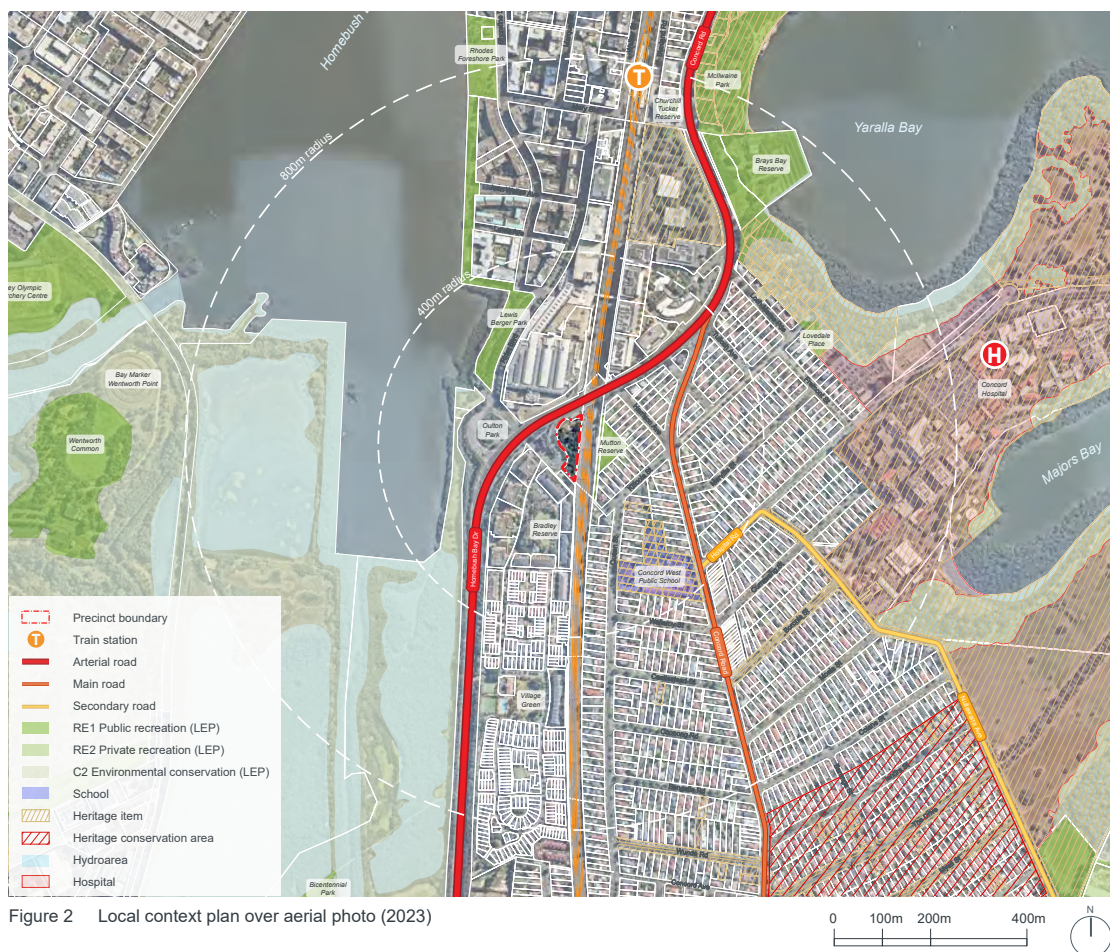 Homebush
Rhodes
Foreshore Park
T
Concord Rd
McIlwaine
Park
Churchill
Tucker
Reserve
Yaralla Bay
Brays Bay
Reserve
800m radius
400m radius
ey Olympic
rchery Centre
Lewis
Berger Park
Lovedale
Place
H
Concord
Hospital
Bay Marker
Wentworth Point
Wentworth
Common
Oulton
Park
Mutton
Reserve
Majors Bay
Bradley
Reserve
Homebush Bay Dr
Concord West
Public School
Concord Road
Village
Green
Bicentennial
Park
Precinct boundary
T Train station
Arterial road
Main road
Secondary road
RE1 Public recreation (LEP)
RE2 Private recreation (LEP)
C2 Environmental conservation (LEP)
School
Heritage item
Heritage conservation area
Hydroarea
Hospital
Figure 2 Local context plan over aerial photo (2023)
0 100m 200m 400m
N